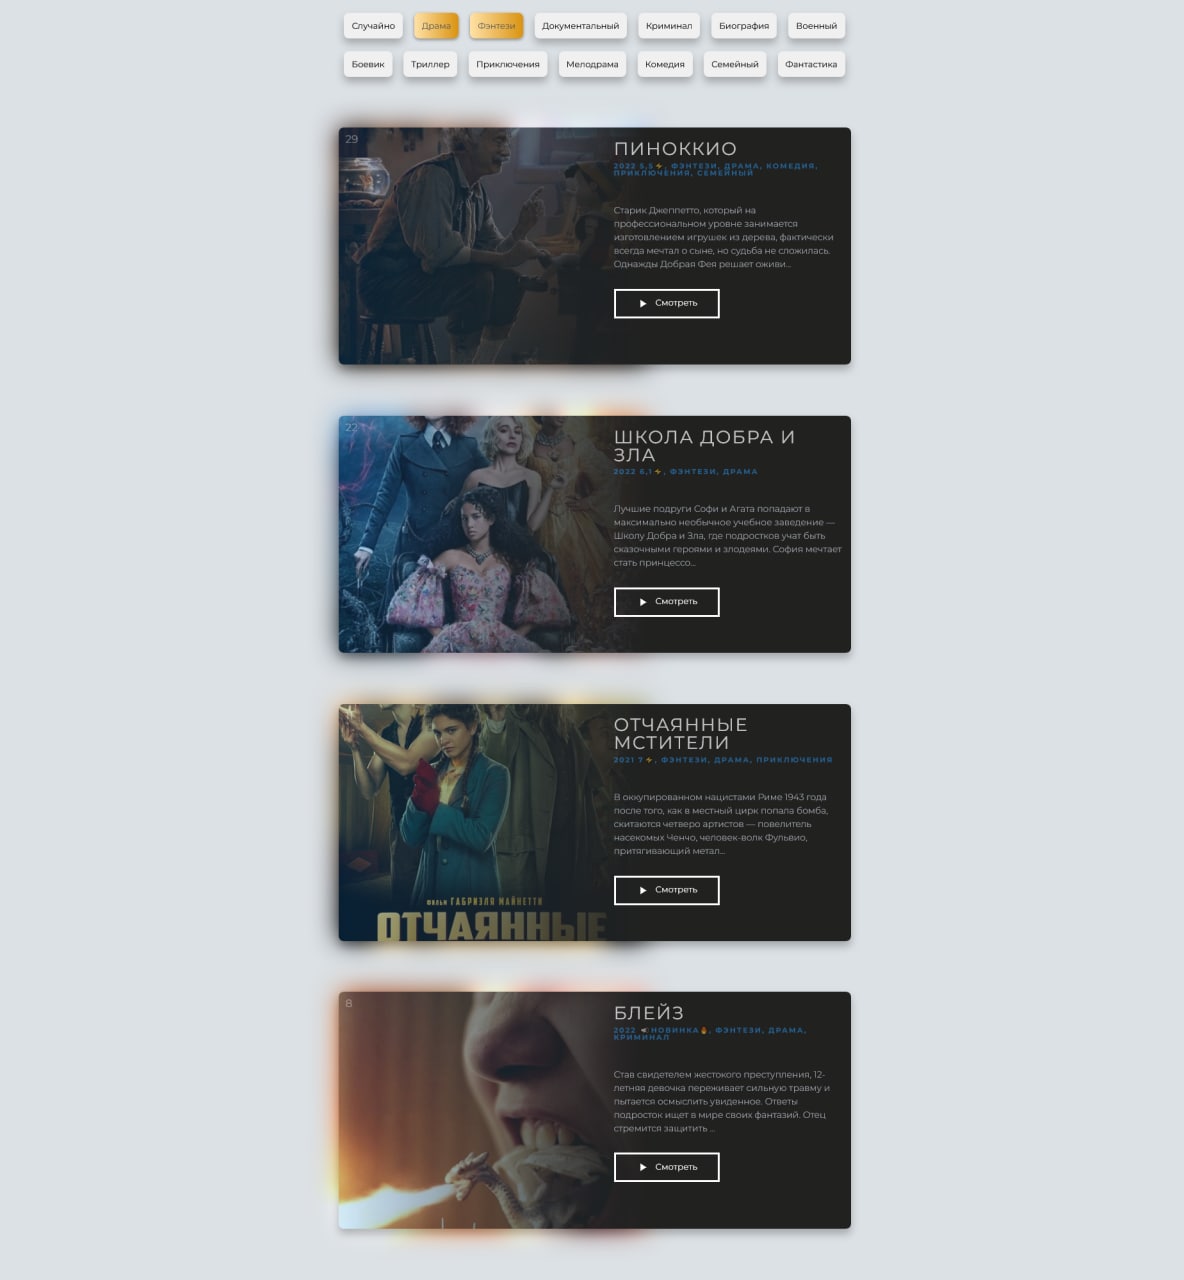 Случайно Драма Фэнтези Документальный Криминал Биография Военный
Боевик Триллер Приключения Мелодрама Комедия Семейный Фантастика
29
ПИНОККИО
2022 5,5⚡, ФЭНТЕЗИ, ДРАМА, КОМЕДИЯ,
ПРИКЛЮЧЕНИЯ, СЕМЕЙНЫЙ
Старик Джеппетто, который на
профессиональном уровне занимается
изготовлением игрушек из дерева, фактически
всегда мечтал о сыне, но судьба не сложилась.
Однажды Добрая Фея решает оживи...
Смотреть
22
ШКОЛА ДОБРА И
ЗЛА
2022 6,1⚡, ФЭНТЕЗИ, ДРАМА
Лучшие подруги Софи и Агата попадают в
максимально необычное учебное заведение —
Школу Добра и Зла, где подростков учат быть
сказочными героями и злодеями. София мечтает
стать принцессо...
Смотреть
ФИЛЬМ ГАБРИЭЛЯ МАЙНЕТТИ
ОТЧАЯННЫЕ
ОТЧАЯННЫЕ
МСТИТЕЛИ
2021 7⚡, ФЭНТЕЗИ, ДРАМА, ПРИКЛЮЧЕНИЯ
В оккупированном нацистами Риме 1943 года
после того, как в местный цирк попала бомба,
скитаются четверо артистов — повелитель
насекомых Ченчо, человек-волк Фульвио,
притягивающий метал...
Смотреть
8
БЛЕЙЗ
2022 📢НОВИНКА🔥, ФЭНТЕЗИ, ДРАМА,
КРИМИНАЛ
Став свидетелем жестокого преступления, 12-
летняя девочка переживает сильную травму и
пытается осмыслить увиденное. Ответы
подросток ищет в мире своих фантазий. Отец
стремится защитить ...
Смотреть